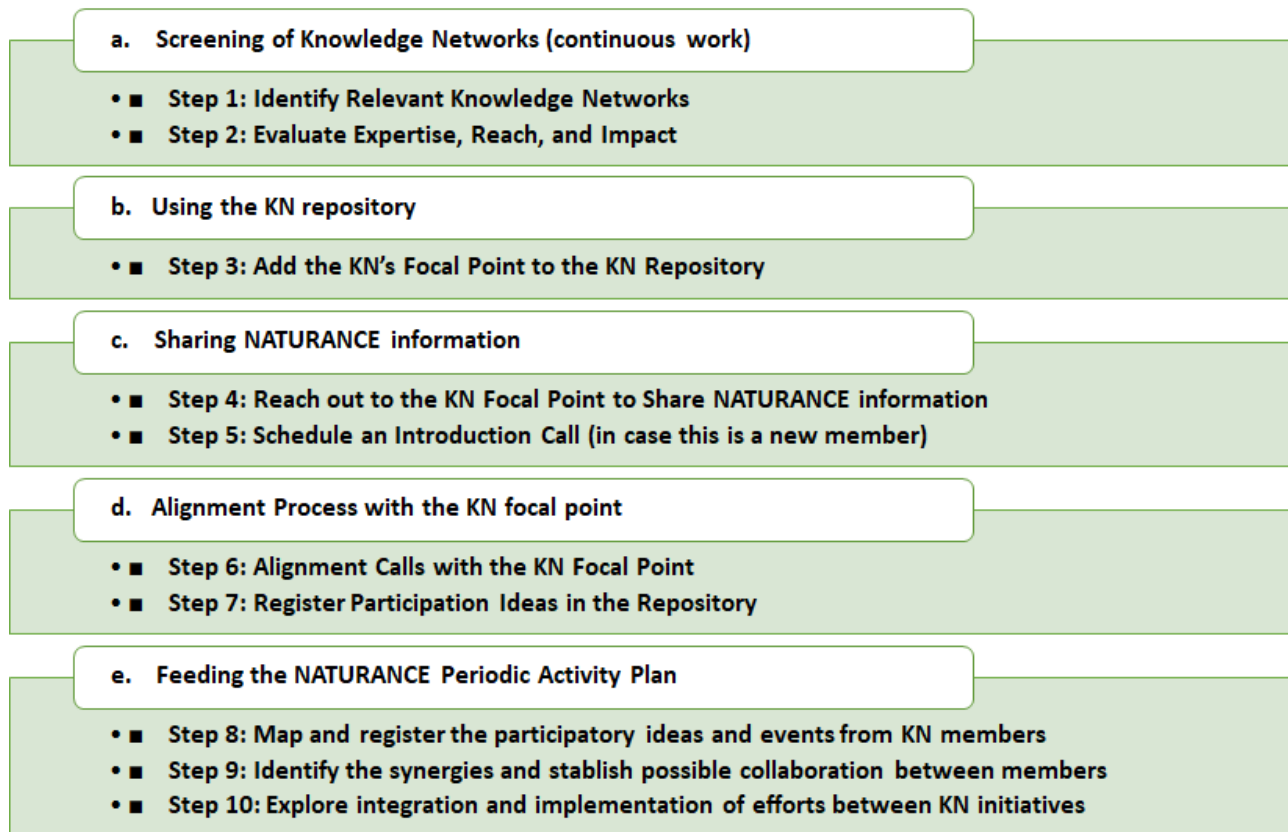 a. Screening of Knowledge Networks (continuous work)
• ■ Step 1: Identify Relevant Knowledge Networks
• ■ Step 2: Evaluate Expertise, Reach, and Impact
b. Using the KN repository
• ■ Step 3: Add the KN's Focal Point to the KN Repository
c. Sharing NATURANCE information
• ■ Step 4: Reach out to the KN Focal Point to Share NATURANCE information
• ■ Step 5: Schedule an Introduction Call (in case this is a new member)
d. Alignment Process with the KN focal point
• ■ Step 6: Alignment Calls with the KN Focal Point
• ■ Step 7: Register Participation Ideas in the Repository
e. Feeding the NATURANCE Periodic Activity Plan
• ■ Step 8: Map and register the participatory ideas and events from KN members
• ■ Step 9: Identify the synergies and stablish possible collaboration between members
• ■ Step 10: Explore integration and implementation of efforts between KN initiatives